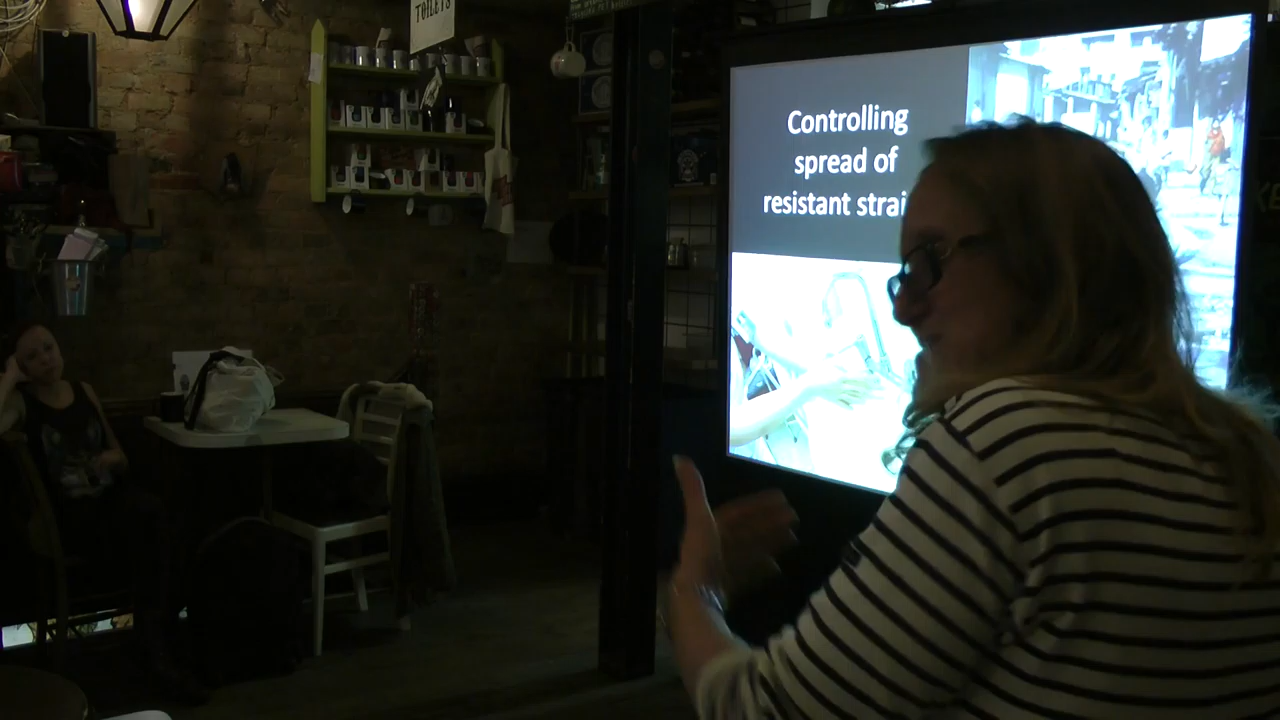 TOILETS
Controlling
spread of
resistant strai